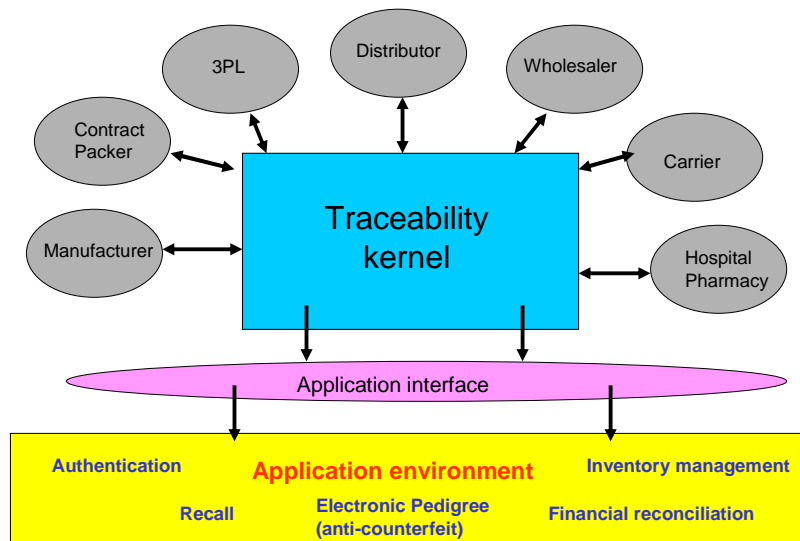 Distributor
3PL
Wholesaler
Contract
Packer
Carrier
Traceability
kernel
Manufacturer
Hospital
Pharmacy
Application interface
Authentication
Application environment
Inventory management
Recall
Electronic Pedigree
(anti-counterfeit)
Financial reconciliation